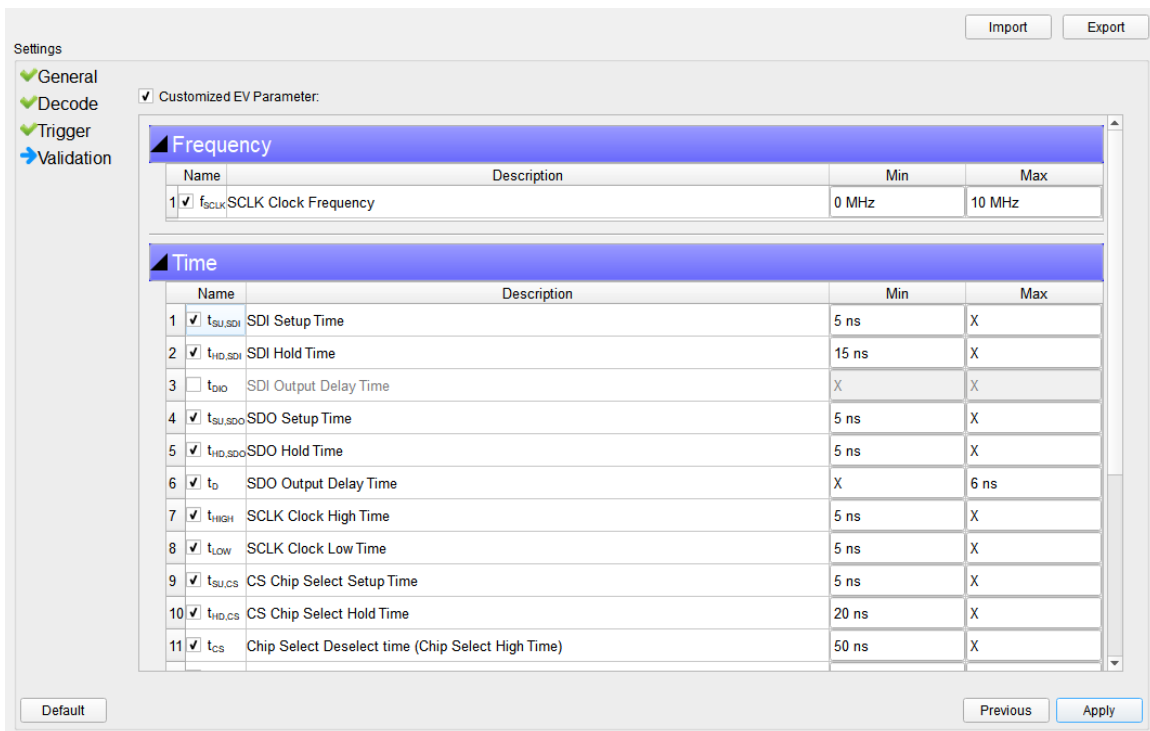 Import Export
Settings
General
Decode
Trigger
Validation
Customized EV Parameter:
Frequency
Name Description Min Max
1 fSCLK SCLK Clock Frequency 0 MHz 10 MHz
Time
Name Description Min Max
1 tSU,SDI SDI Setup Time 5 ns X
2 tHD,SDI SDI Hold Time 15 ns X
3 tDIO SDI Output Delay Time X X
4 tSU,SDO SDO Setup Time 5 ns X
5 tHD,SDO SDO Hold Time 5 ns X
6 tD SDO Output Delay Time X 6 ns
7 tHIGH SCLK Clock High Time 5 ns X
8 tLOW SCLK Clock Low Time 5 ns X
9 tSU,CS CS Chip Select Setup Time 5 ns X
10 tHD,CS CS Chip Select Hold Time 20 ns X
11 tCS Chip Select Deselect time (Chip Select High Time) 50 ns X
Default Previous Apply